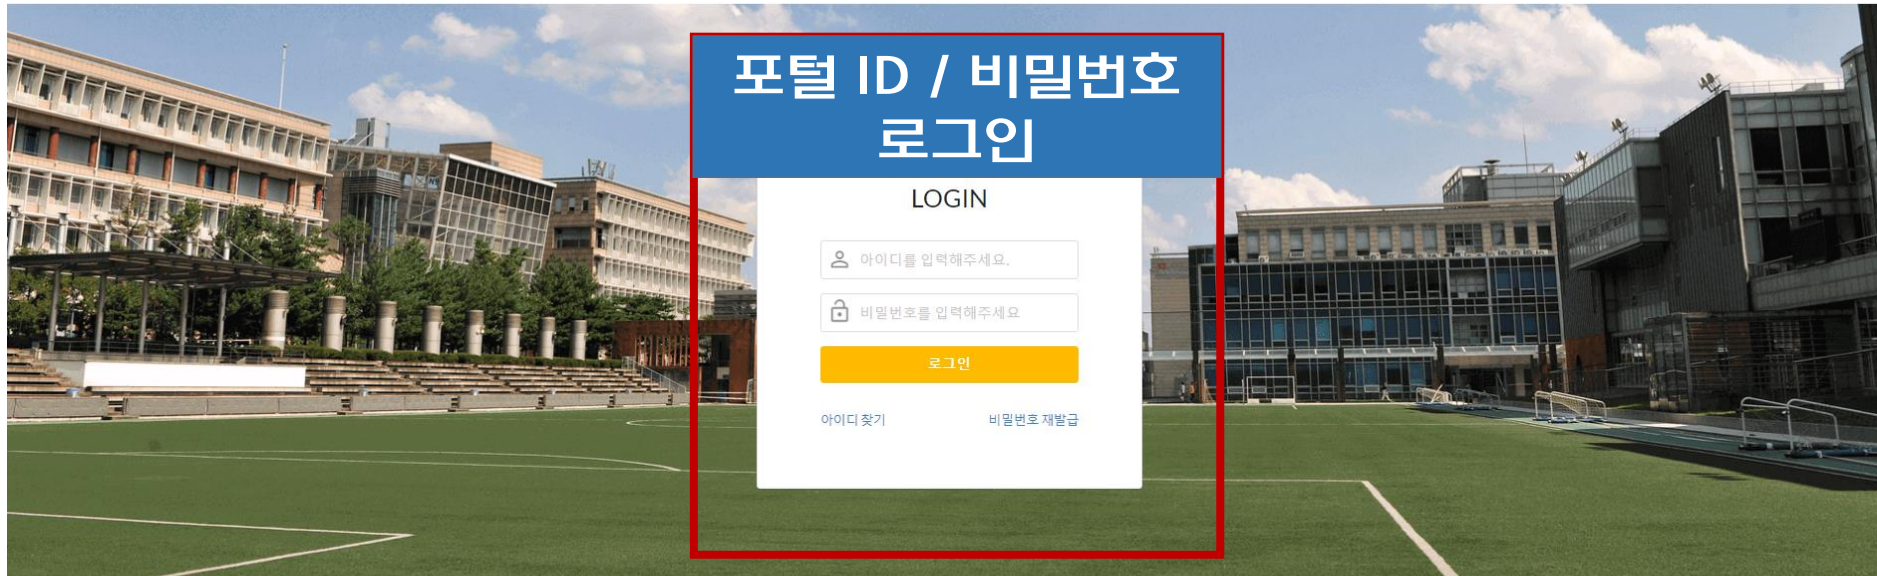 포털 ID / 비밀번호
로그인
LOGIN
아이디를 입력해주세요.
비밀번호를 입력해주세요
로그인
아이디 찾기
비밀번호 재발급